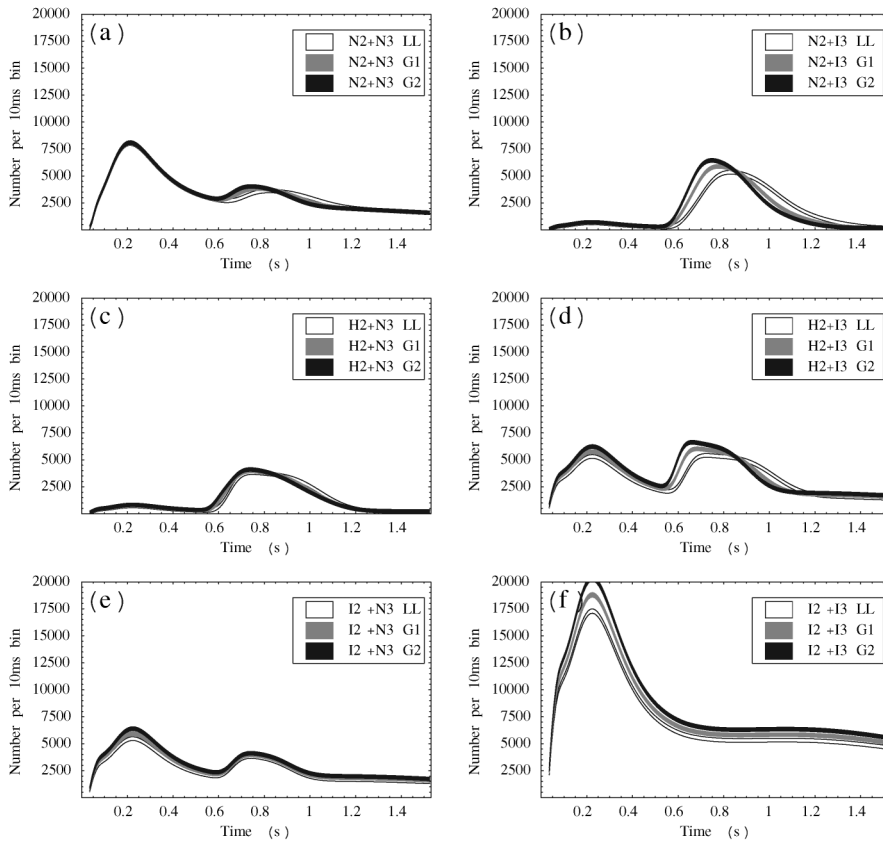 (a)
N2+N3 LL
N2+N3 G1
N2+N3 G2
Number per 10ms bin
20000
17500
15000
12500
10000
7500
5000
2500
0.2 0.4 0.6 0.8 1 1.2 1.4
Time (s)
(b)
N2+I3 LL
N2+I3 G1
N2+I3 G2
Number per 10ms bin
20000
17500
15000
12500
10000
7500
5000
2500
0.2 0.4 0.6 0.8 1 1.2 1.4
Time (s)
(c)
H2+N3 LL
H2+N3 G1
H2+N3 G2
Number per 10ms bin
20000
17500
15000
12500
10000
7500
5000
2500
0.2 0.4 0.6 0.8 1 1.2 1.4
Time (s)
(d)
H2+I3 LL
H2+I3 G1
H2+I3 G2
Number per 10ms bin
20000
17500
15000
12500
10000
7500
5000
2500
0.2 0.4 0.6 0.8 1 1.2 1.4
Time (s)
(e)
I2 +N3 LL
I2 +N3 G1
I2 +N3 G2
Number per 10ms bin
20000
17500
15000
12500
10000
7500
5000
2500
0.2 0.4 0.6 0.8 1 1.2 1.4
Time (s)
(f)
I2 +I3 LL
I2 +I3 G1
I2 +I3 G2
Number per 10ms bin
20000
17500
15000
12500
10000
7500
5000
2500
0.2 0.4 0.6 0.8 1 1.2 1.4
Time (s)